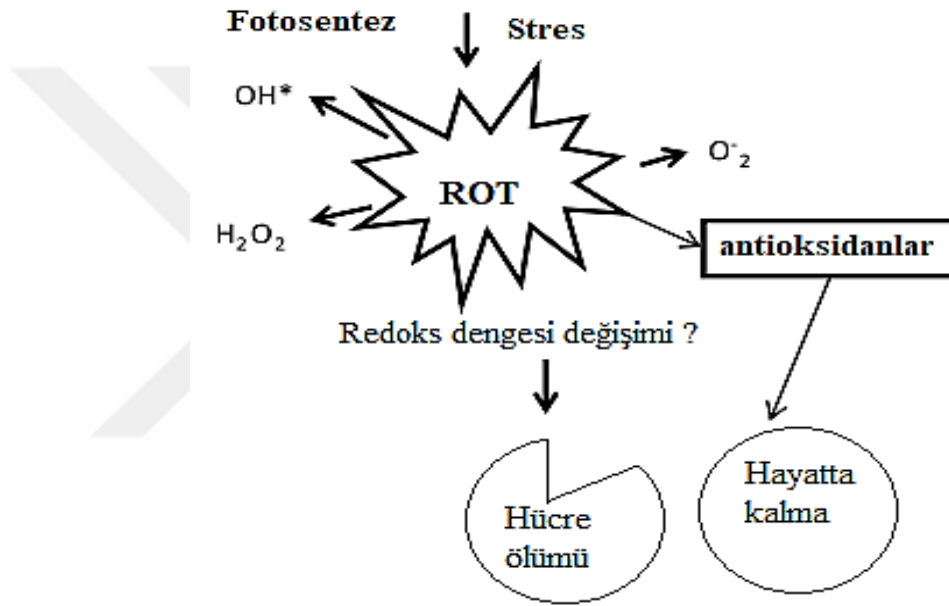 Fotosentez
Stres
OH*
O⁻₂
ROT
H₂O₂
antioksidanlar
Redoks dengesi değişimi ?
Hücre
ölümü
Hayatta
kalma